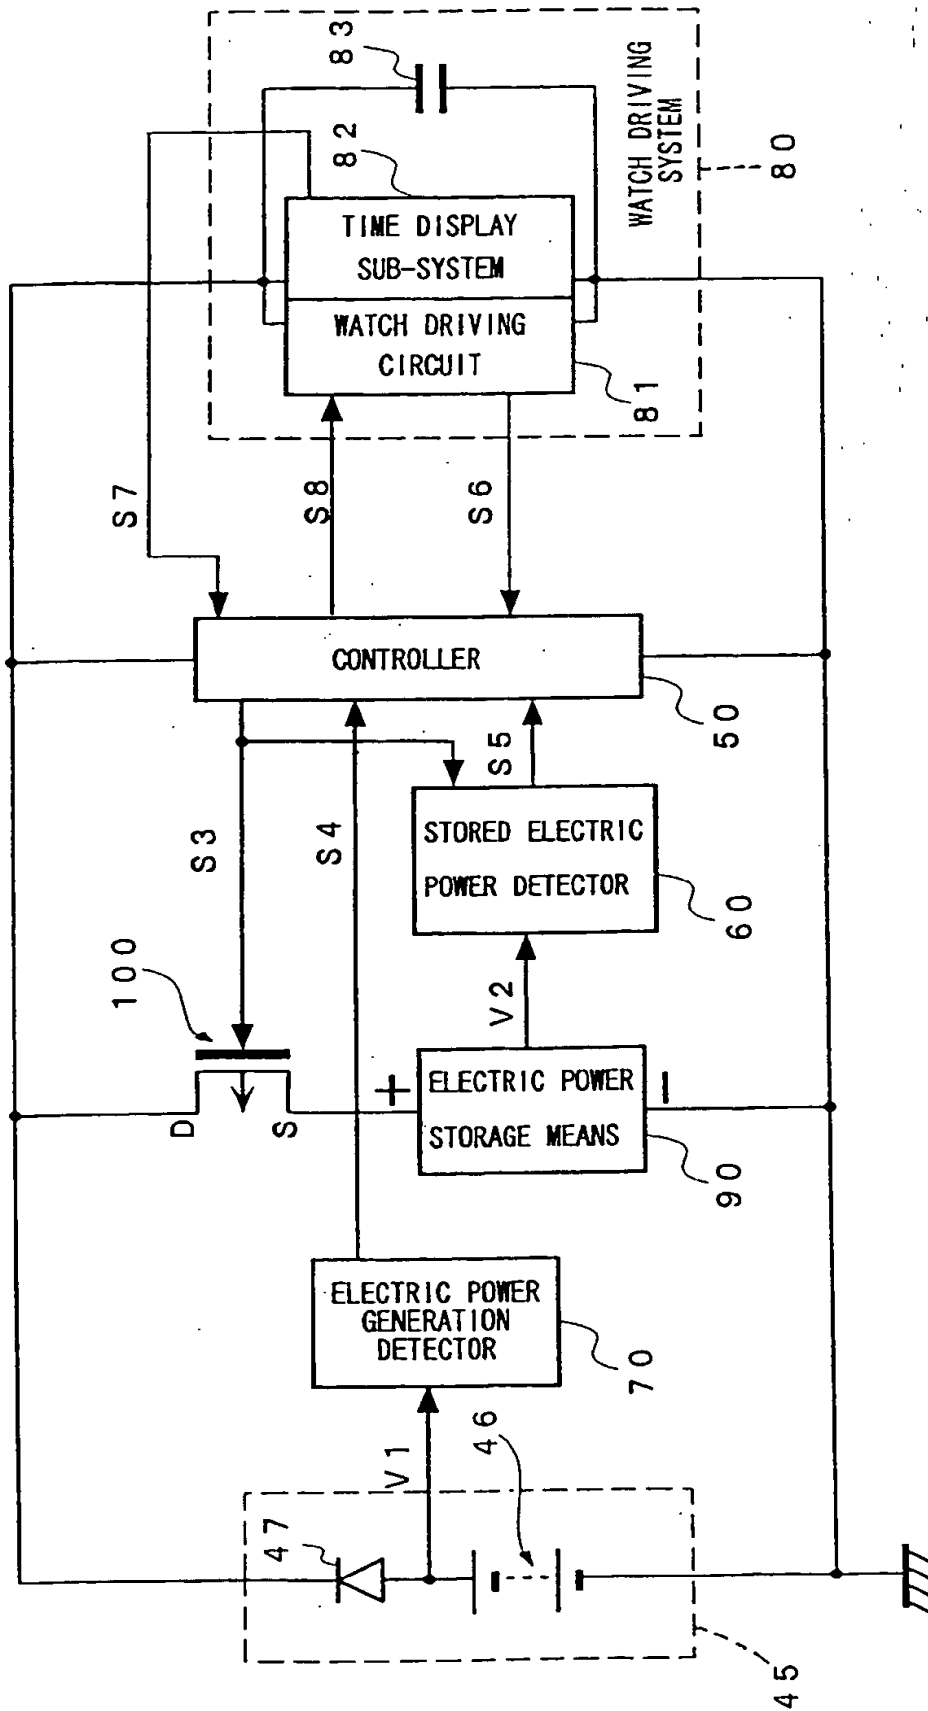 S7
S8
S6
83
82
TIME DISPLAY
SUB-SYSTEM
WATCH DRIVING
CIRCUIT
81
WATCH DRIVING
SYSTEM
80
CONTROLLER
50
S3
S4
S5
STORED ELECTRIC
POWER DETECTOR
60
100
D
S
V2
+
ELECTRIC POWER
STORAGE MEANS
−
90
ELECTRIC POWER
GENERATION
DETECTOR
70
V1
47
46
45